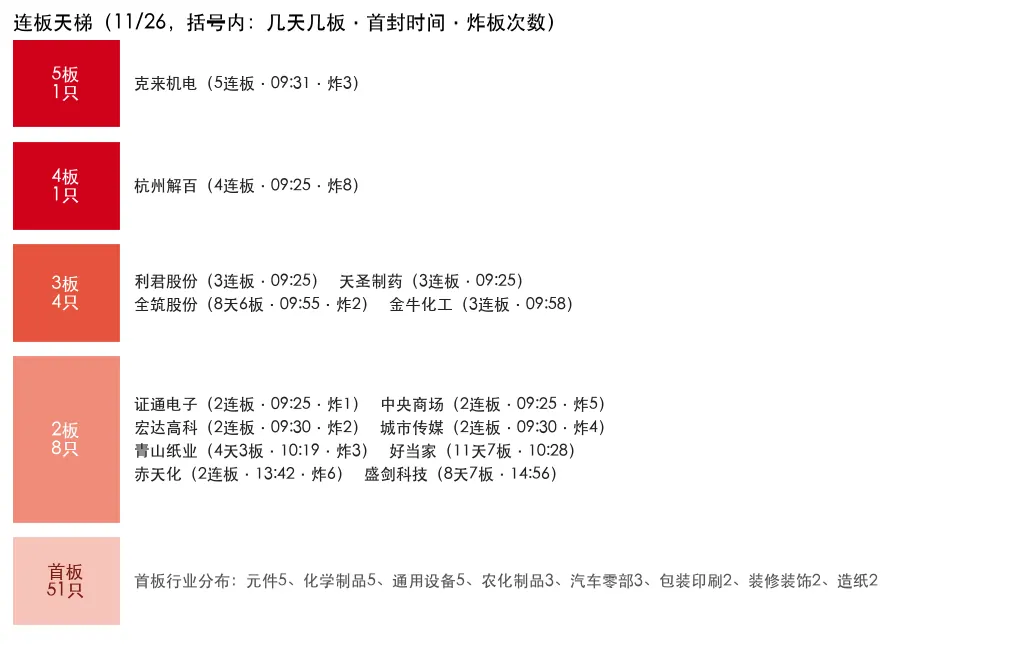 连板天梯（11/26，括号内：几天几板·首封时间·炸板次数）
5板
1只
克来机电（5连板·09:31·炸3）
4板
1只
杭州解百（4连板·09:25·炸8）
3板
4只
利君股份（3连板·09:25） 天圣制药（3连板·09:25）
全筑股份（8天6板·09:55·炸2） 金牛化工（3连板·09:58）
2板
8只
证通电子（2连板·09:25·炸1） 中央商场（2连板·09:25·炸5）
宏达高科（2连板·09:30·炸2） 城市传媒（2连板·09:30·炸4）
青山纸业（4天3板·10:19·炸3） 好当家（11天7板·10:28）
赤天化（2连板·13:42·炸6） 盛剑科技（8天7板·14:56）
首板
51只
首板行业分布：元件5、化学制品5、通用设备5、农化制品3、汽车零部3、包装印刷2、装修装饰2、造纸2